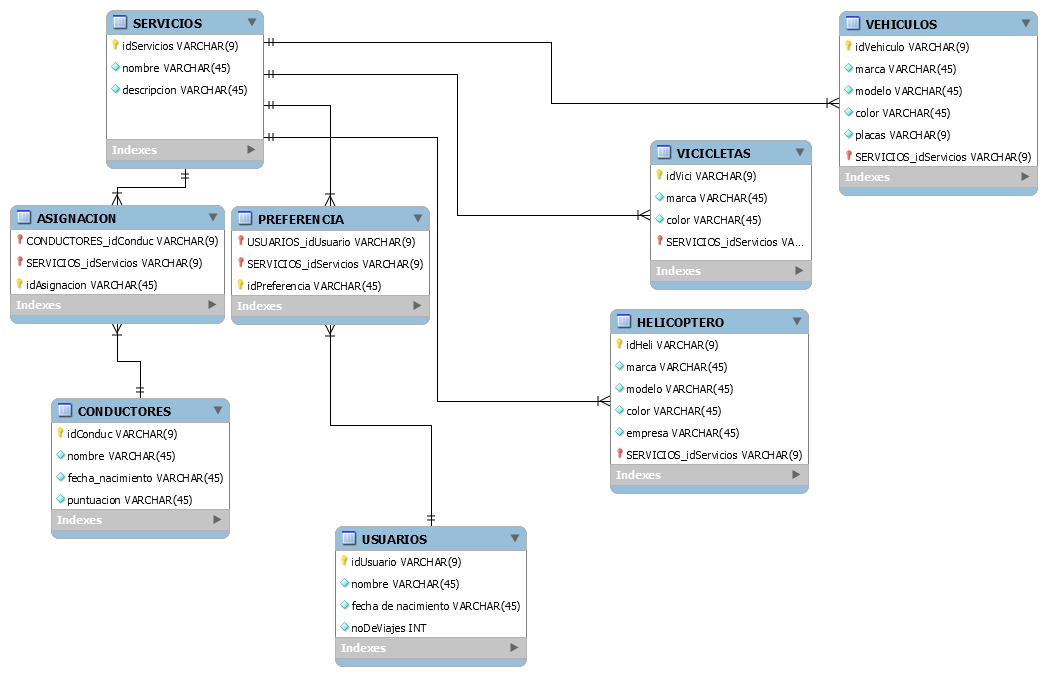 SERVICIOS
idServicios VARCHAR(9)
nombre VARCHAR(45)
descripcion VARCHAR(45)
Indexes
VEHICULOS
idVehiculo VARCHAR(9)
marca VARCHAR(45)
modelo VARCHAR(45)
color VARCHAR(45)
placas VARCHAR(9)
SERVICIOS_idServicios VARCHAR(9)
Indexes
VICICLETAS
idVici VARCHAR(9)
marca VARCHAR(45)
color VARCHAR(45)
SERVICIOS_idServicios VA...
Indexes
ASIGNACION
CONDUCTORES_idConduc VARCHAR(9)
SERVICIOS_idServicios VARCHAR(9)
idAsignacion VARCHAR(45)
Indexes
PREFERENCIA
USUARIOS_idUsuario VARCHAR(9)
SERVICIOS_idServicios VARCHAR(9)
idPreferencia VARCHAR(45)
Indexes
HELICOPTERO
idHeli VARCHAR(9)
marca VARCHAR(45)
modelo VARCHAR(45)
color VARCHAR(45)
empresa VARCHAR(45)
SERVICIOS_idServicios VARCHAR(9)
Indexes
CONDUCTORES
idConduc VARCHAR(9)
nombre VARCHAR(45)
fecha_nacimiento VARCHAR(45)
puntuacion VARCHAR(45)
Indexes
USUARIOS
idUsuario VARCHAR(9)
nombre VARCHAR(45)
fecha de nacimiento VARCHAR(45)
noDeViajes INT
Indexes